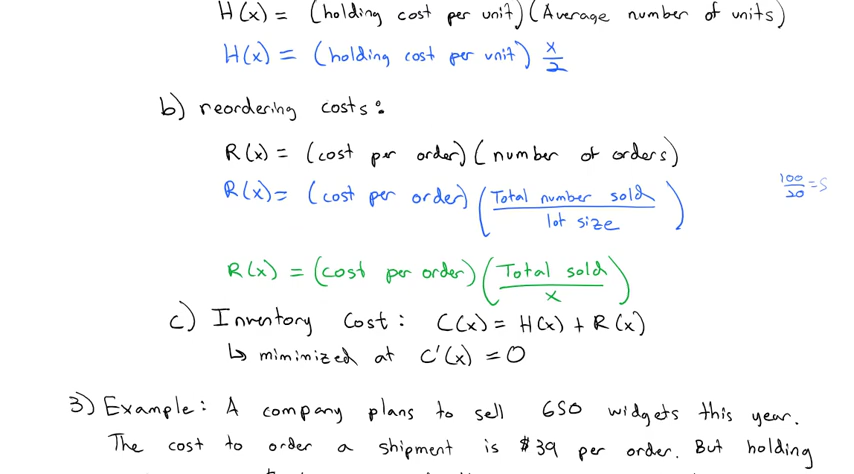 H(x) = (holding cost per unit)(Average number of units)
H(x) = (holding cost per unit) x/2
b) reordering costs:
R(x) = (cost per order)(number of orders)
R(x) = (cost per order)(Total number sold / lot size)
100/20 = 5
R(x) = (cost per order)(Total sold / x)
c) Inventory Cost: C(x) = H(x) + R(x)
↳ minimized at C'(x) = 0
3) Example: A company plans to sell 650 widgets this year.
The cost to order a shipment is $39 per order. But holding